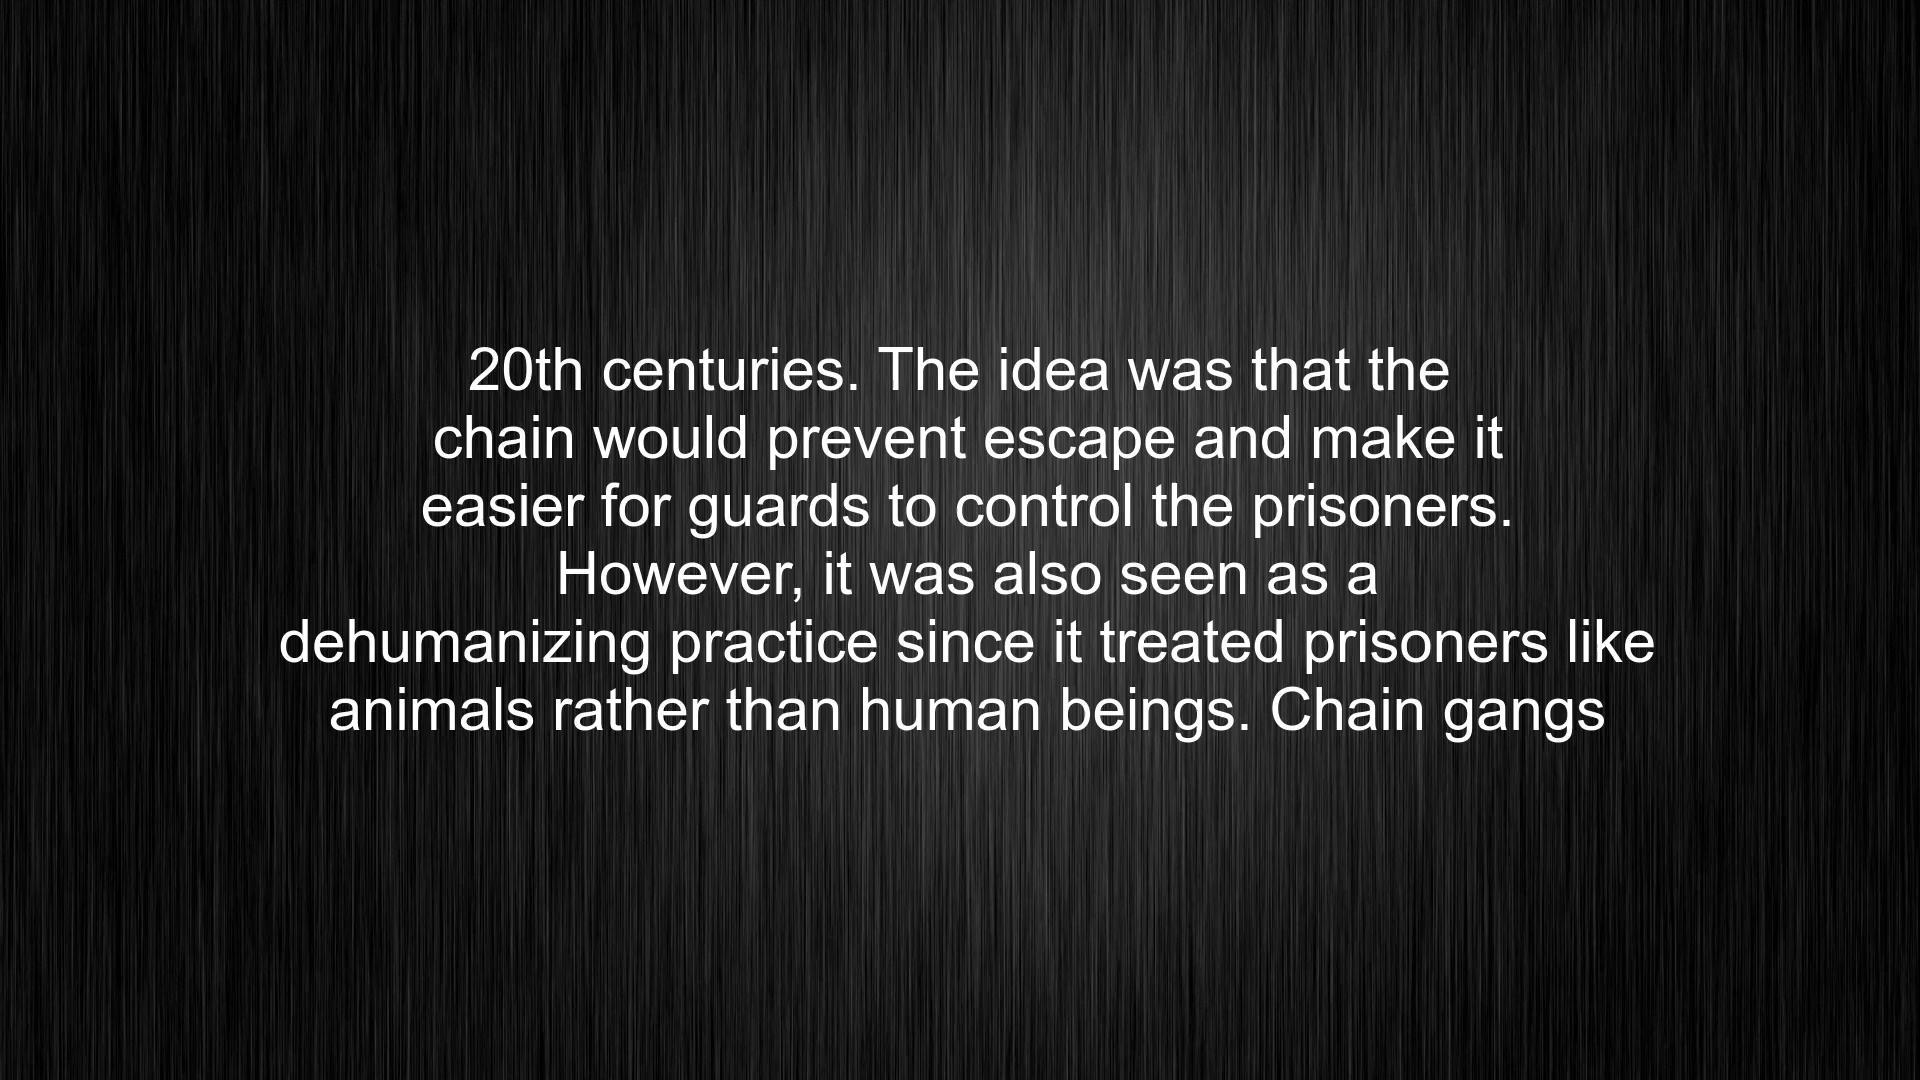 20th centuries. The idea was that the
chain would prevent escape and make it
easier for guards to control the prisoners.
However, it was also seen as a
dehumanizing practice since it treated prisoners like
animals rather than human beings. Chain gangs